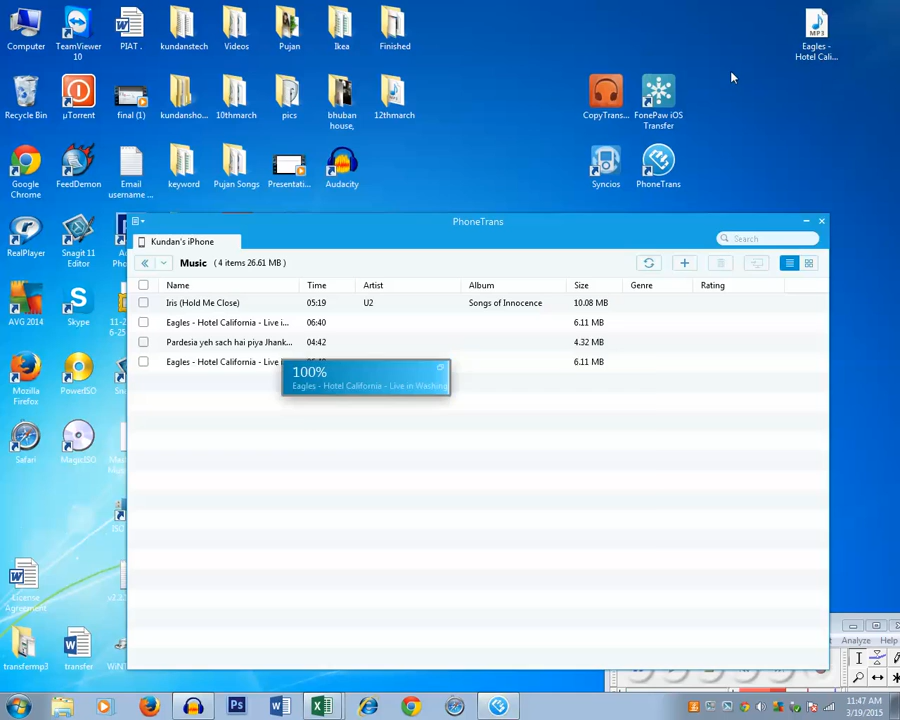 Computer
TeamViewer
10
PIAT .
kundanstech
Videos
Pujan
Ikea
Finished
Eagles -
Hotel Cali...
Recycle Bin
µTorrent
final (1)
kundansho...
10thmarch
pics
bhuban
house,
12thmarch
CopyTrans...
FonePaw iOS
Transfer
Google
Chrome
FeedDemon
Email
username ...
keyword
Pujan Songs
Presentati...
Audacity
Syncios
PhoneTrans
PhoneTrans
Kundan's iPhone
Search
Music ( 4 items 26.61 MB )
Name Time Artist Album Size Genre Rating
Iris (Hold Me Close) 05:19 U2 Songs of Innocence 10.08 MB
Eagles - Hotel California - Live i... 06:40 6.11 MB
Pardesia yeh sach hai piya Jhank... 04:42 4.32 MB
Eagles - Hotel California - Live 6.11 MB
100%
Eagles - Hotel California - Live in Waching
RealPlayer
Snagit 11
Editor
AVG 2014
Skype
Mozilla
Firefox
PowerISO
Safari
MagicISO
License
Agreement
transfermp3
transfer
Analyze Help
11:47 AM
3/19/2015